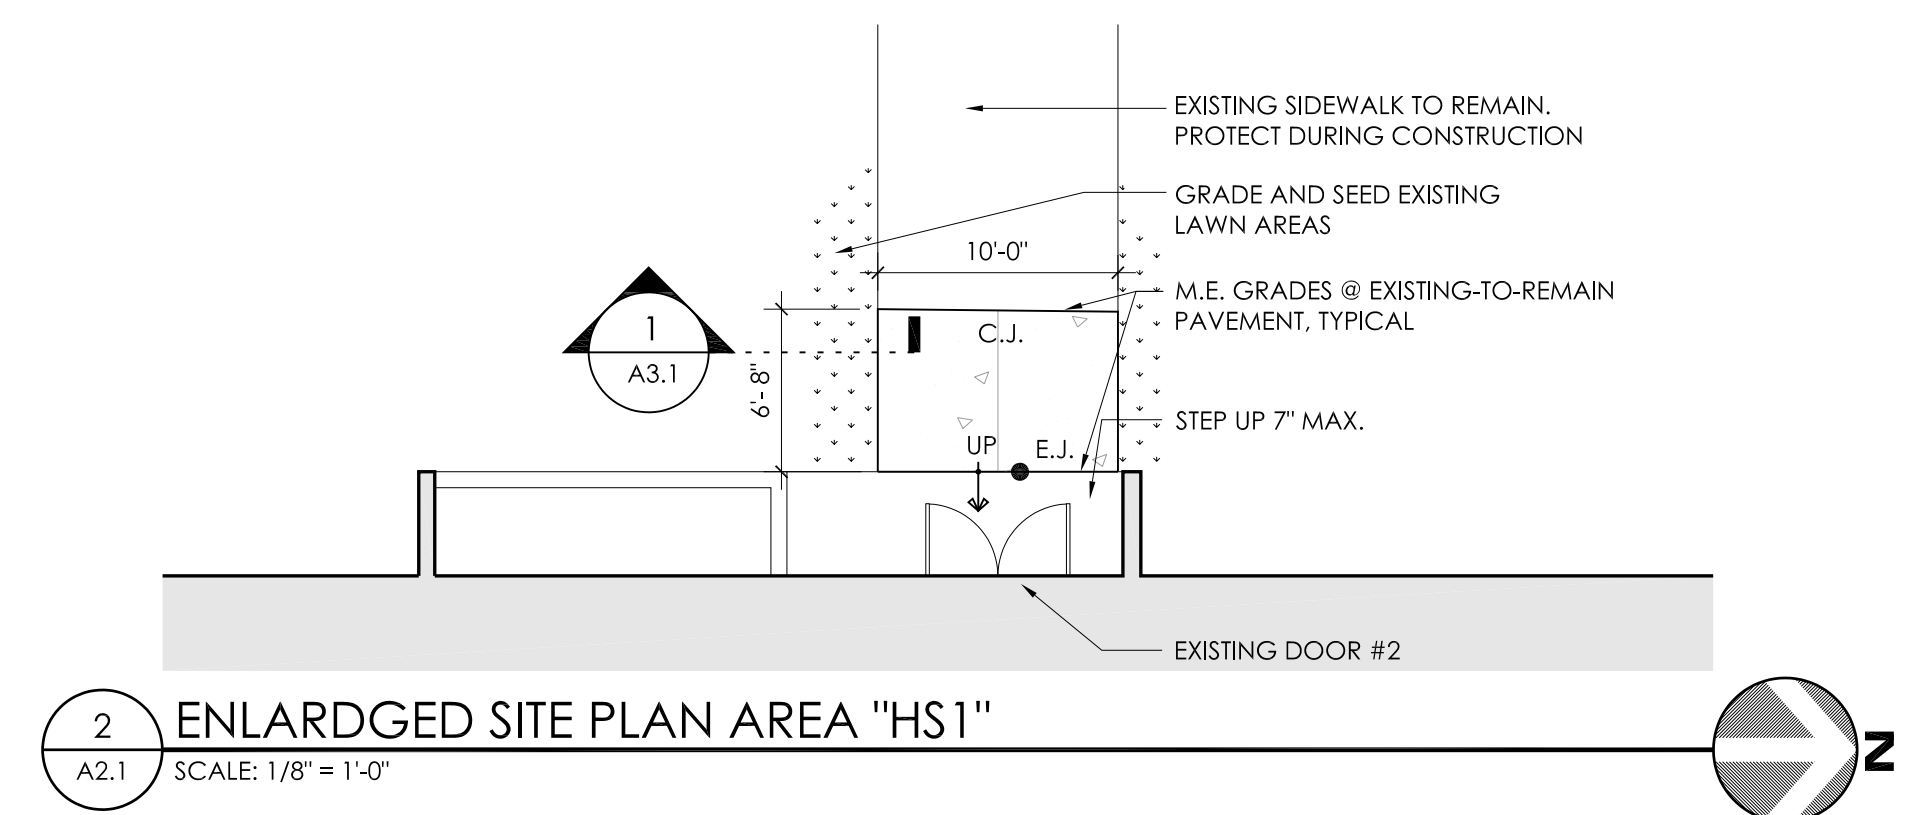 EXISTING SIDEWALK TO REMAIN.
PROTECT DURING CONSTRUCTION
GRADE AND SEED EXISTING
LAWN AREAS
10'-0"
M.E. GRADES @ EXISTING-TO-REMAIN
PAVEMENT, TYPICAL
1
A3.1
C.J.
6'- 8"
STEP UP 7" MAX.
UP
E.J.
EXISTING DOOR #2
2
A2.1
ENLARDGED SITE PLAN AREA "HS1"
SCALE: 1/8" = 1'-0"
N